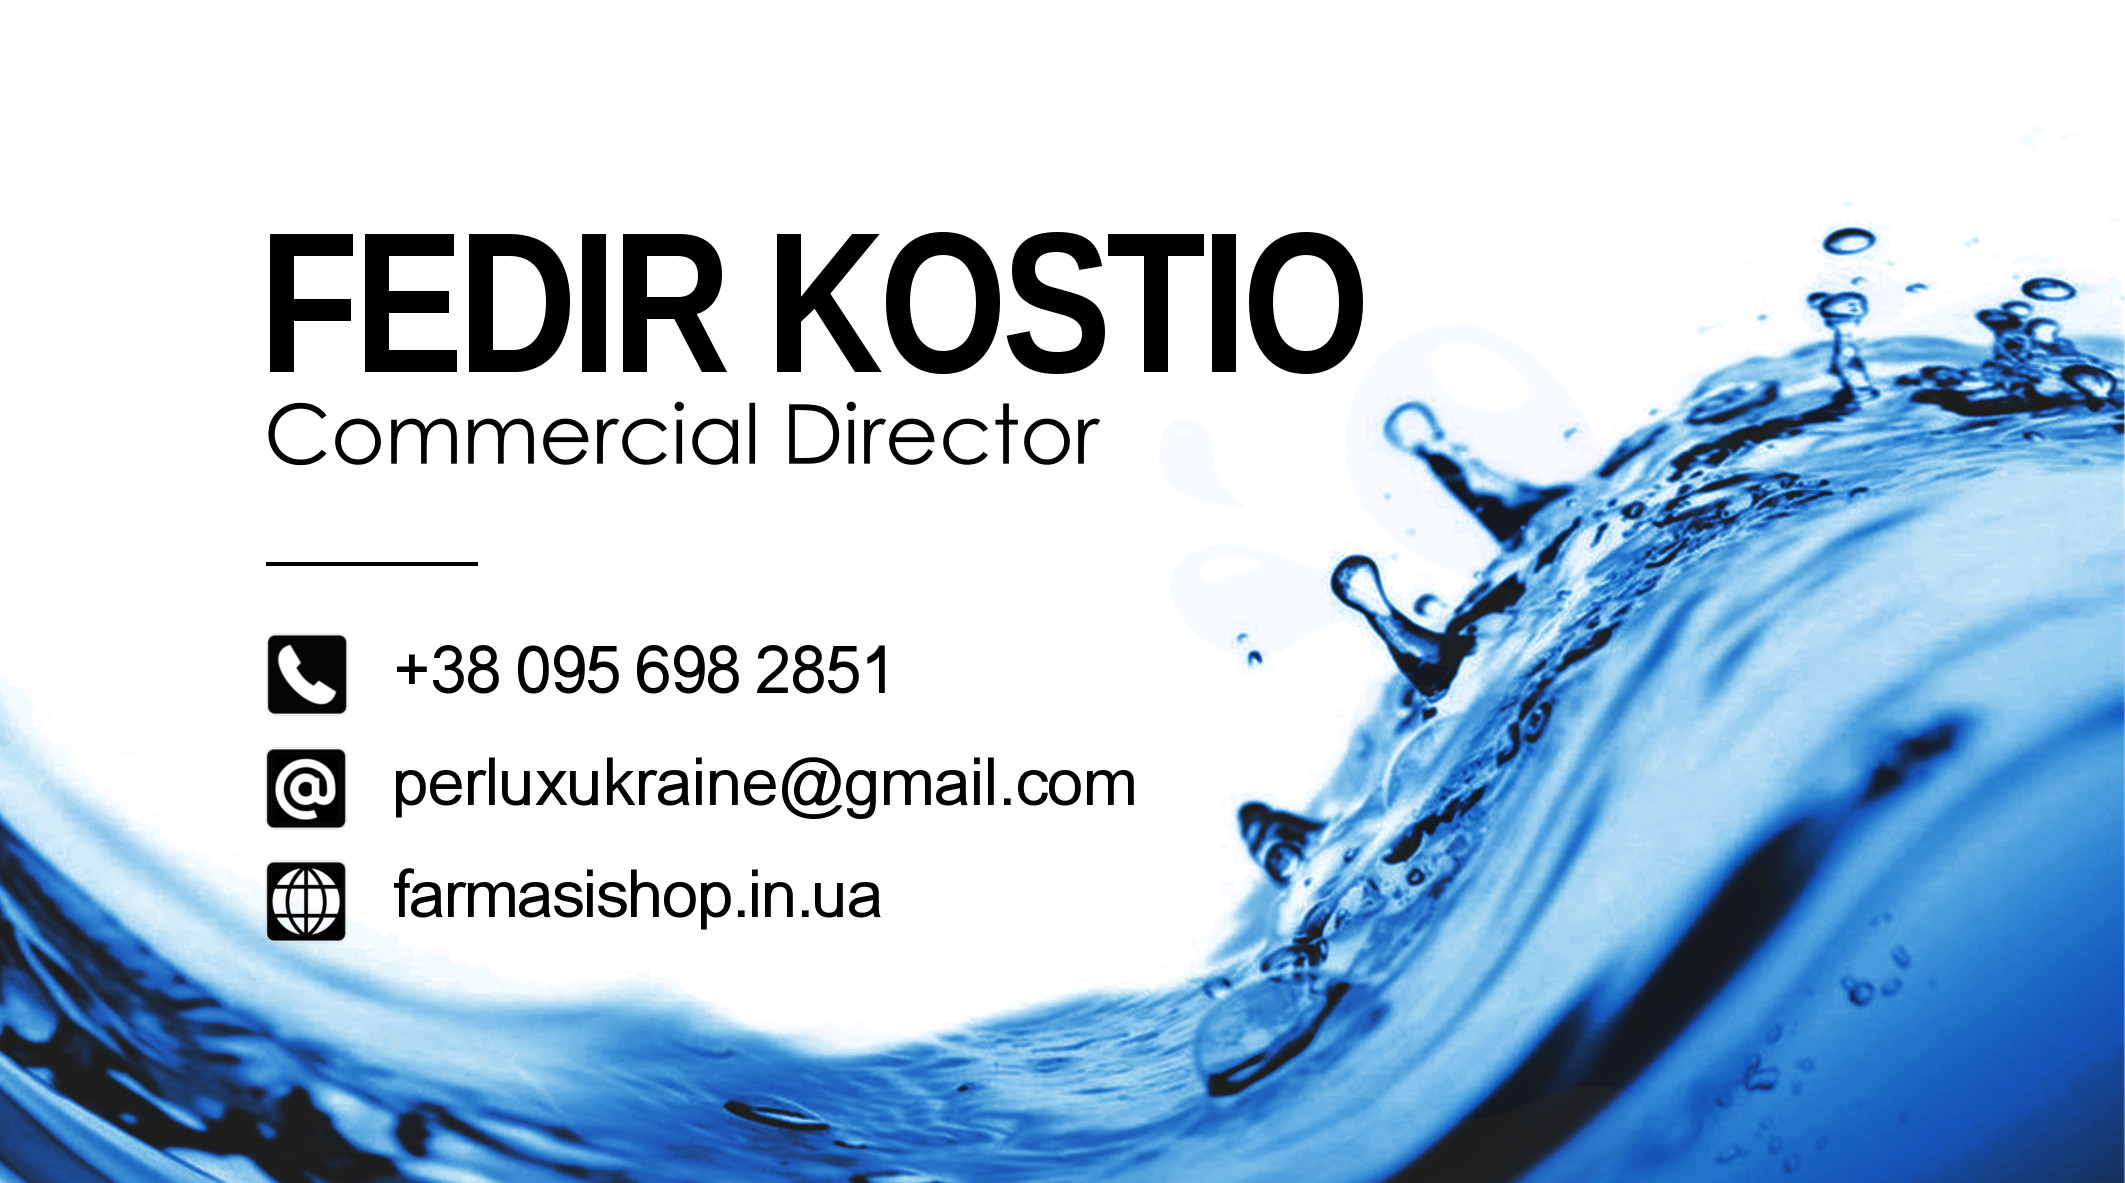 FEDIR KOSTIO
Commercial Director
+38 095 698 2851
perluxukraine@gmail.com
farmasishop.in.ua